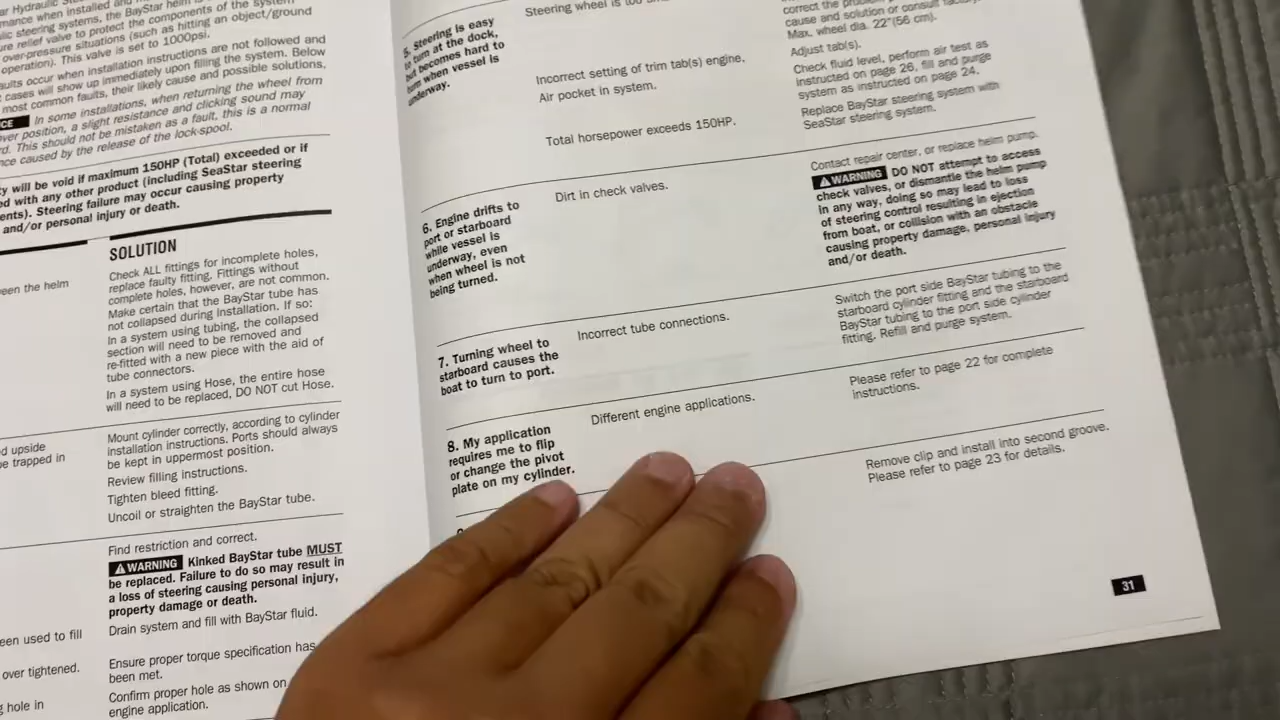 ar Hydraulic
mance when installed and
lic steering systems, the BayStar helm is
ure relief valve to protect the components of the system
over-pressure situations (such as hitting an object/ground
operation). This valve is set to 1000psi.
aults occur when installation instructions are not followed and
cases will show up immediately upon filling the system. Below
most common faults, their likely cause and possible solutions,
CE In some installations, when returning the wheel from
over position, a slight resistance and clicking sound may
rd. This should not be mistaken as a fault, this is a normal
nce caused by the release of the lock-spool.
ty will be void if maximum 150HP (Total) exceeded or if
ed with any other product (including SeaStar steering
ents). Steering failure may occur causing property
and/or personal injury or death.
SOLUTION
een the helm
Check ALL fittings for incomplete holes,
replace faulty fitting. Fittings without
complete holes, however, are not common.
Make certain that the BayStar tube has
not collapsed during Installation. If so:
In a system using tubing, the collapsed
section will need to be removed and
re-fitted with a new piece with the aid of
tube connectors.
In a system using Hose, the entire hose
will need to be replaced, DO NOT cut Hose.
d upside
be trapped in
Mount cylinder correctly, according to cylinder
installation instructions. Ports should always
be kept in uppermost position.
Review filling instructions.
Tighten bleed fitting.
Uncoil or straighten the BayStar tube.
Find restriction and correct.
WARNING Kinked BayStar tube MUST
be replaced. Failure to do so may result in
a loss of steering causing personal injury,
property damage or death.
een used to fill
Drain system and fill with BayStar fluid.
over tightened.
Ensure proper torque specification has
been met.
g hole in
Confirm proper hole as shown on
engine application.
5. Steering is easy
to turn at the dock,
but becomes hard to
turn when vessel is
underway.
Steering wheel is too
correct the
cause and solution or consult
Max. wheel dia. 22"(56 cm).
Incorrect setting of trim tab(s) engine.
Adjust tab(s).
Air pocket in system.
Check fluid level, perform air test as
instructed on page 26, fill and purge
system as instructed on page 24.
Total horsepower exceeds 150HP.
Replace BayStar steering system with
SeaStar steering system.
6. Engine drifts to
port or starboard
while vessel is
underway, even
when wheel is not
being turned.
Dirt in check valves.
Contact repair center, or replace helm pump.
WARNING DO NOT attempt to access
check valves, or dismantle the helm pump
in any way, doing so may lead to loss
of steering control resulting in ejection
from boat, or collision with an obstacle
causing property damage, personal injury
and/or death.
7. Turning wheel to
starboard causes the
boat to turn to port.
Incorrect tube connections.
Switch the port side BayStar tubing to the
starboard cylinder fitting and the starboard
BayStar tubing to the port side cylinder
fitting. Refill and purge system.
8. My application
requires me to flip
or change the pivot
plate on my cylinder.
Different engine applications.
Please refer to page 22 for complete
instructions.
Remove clip and install into second groove.
Please refer to page 23 for details.
31